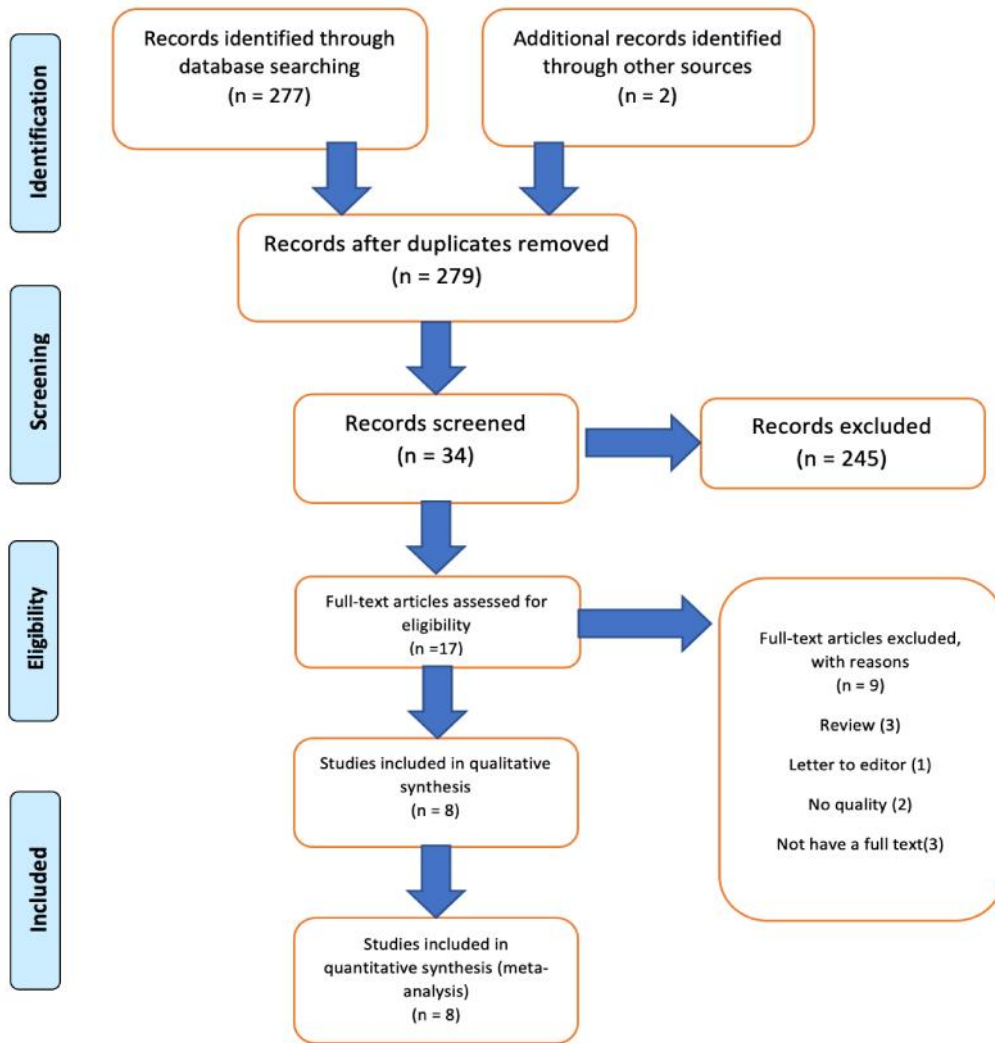 Identification
Records identified through
database searching
(n = 277)
Additional records identified
through other sources
(n = 2)
Records after duplicates removed
(n = 279)
Screening
Records screened
(n = 34)
Records excluded
(n = 245)
Eligibility
Full-text articles assessed for
eligibility
(n =17)
Full-text articles excluded,
with reasons
(n = 9)
Review (3)
Letter to editor (1)
No quality (2)
Not have a full text(3)
Studies included in qualitative
synthesis
(n = 8)
Included
Studies included in
quantitative synthesis (meta-
analysis)
(n = 8)